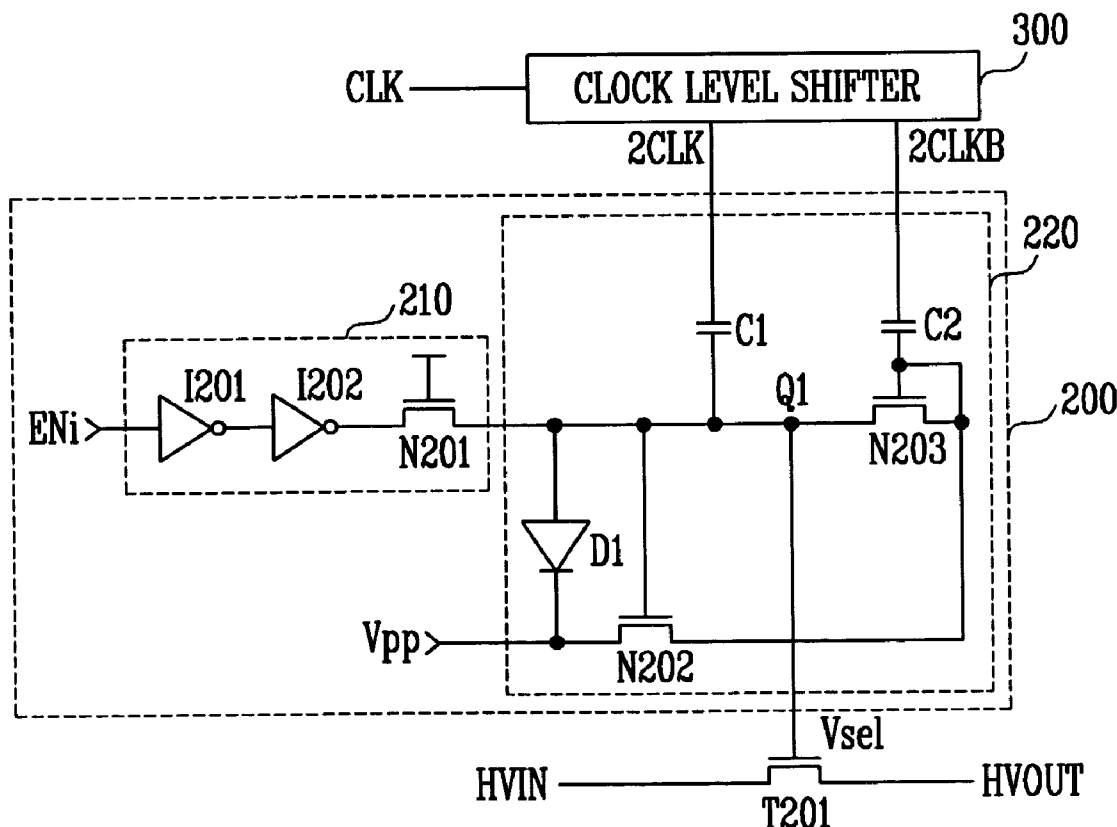 300
CLK
CLOCK LEVEL SHIFTER
2CLK
2CLKB
220
210
C1
C2
I201
I202
Q1
200
ENi
N201
N203
D1
Vpp
N202
Vsel
HVIN
HVOUT
T201